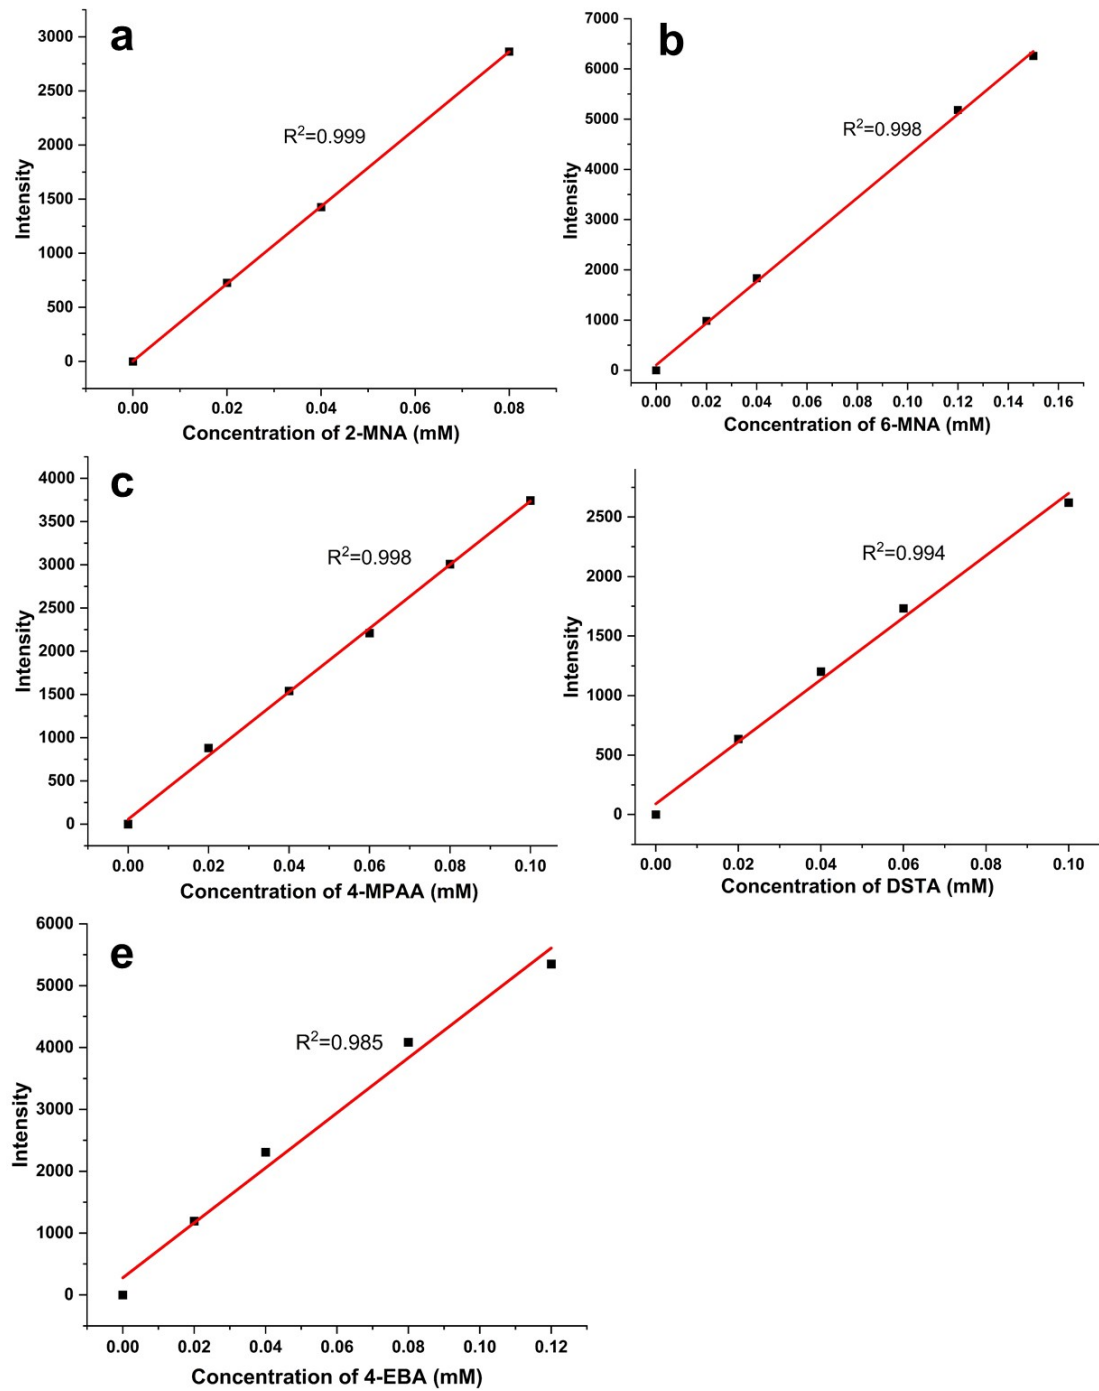 a
3000
2500
2000
1500
1000
500
0
Intensity
R²=0.999
0.00 0.02 0.04 0.06 0.08
Concentration of 2-MNA (mM)
b
7000
6000
5000
4000
3000
2000
1000
0
Intensity
R²=0.998
0.00 0.02 0.04 0.06 0.08 0.10 0.12 0.14 0.16
Concentration of 6-MNA (mM)
c
4000
3500
3000
2500
2000
1500
1000
500
0
Intensity
R²=0.998
0.00 0.02 0.04 0.06 0.08 0.10
Concentration of 4-MPAA (mM)
2500
2000
1500
1000
500
0
Intensity
R²=0.994
0.00 0.02 0.04 0.06 0.08 0.10
Concentration of DSTA (mM)
e
6000
5000
4000
3000
2000
1000
0
Intensity
R²=0.985
0.00 0.02 0.04 0.06 0.08 0.10 0.12
Concentration of 4-EBA (mM)